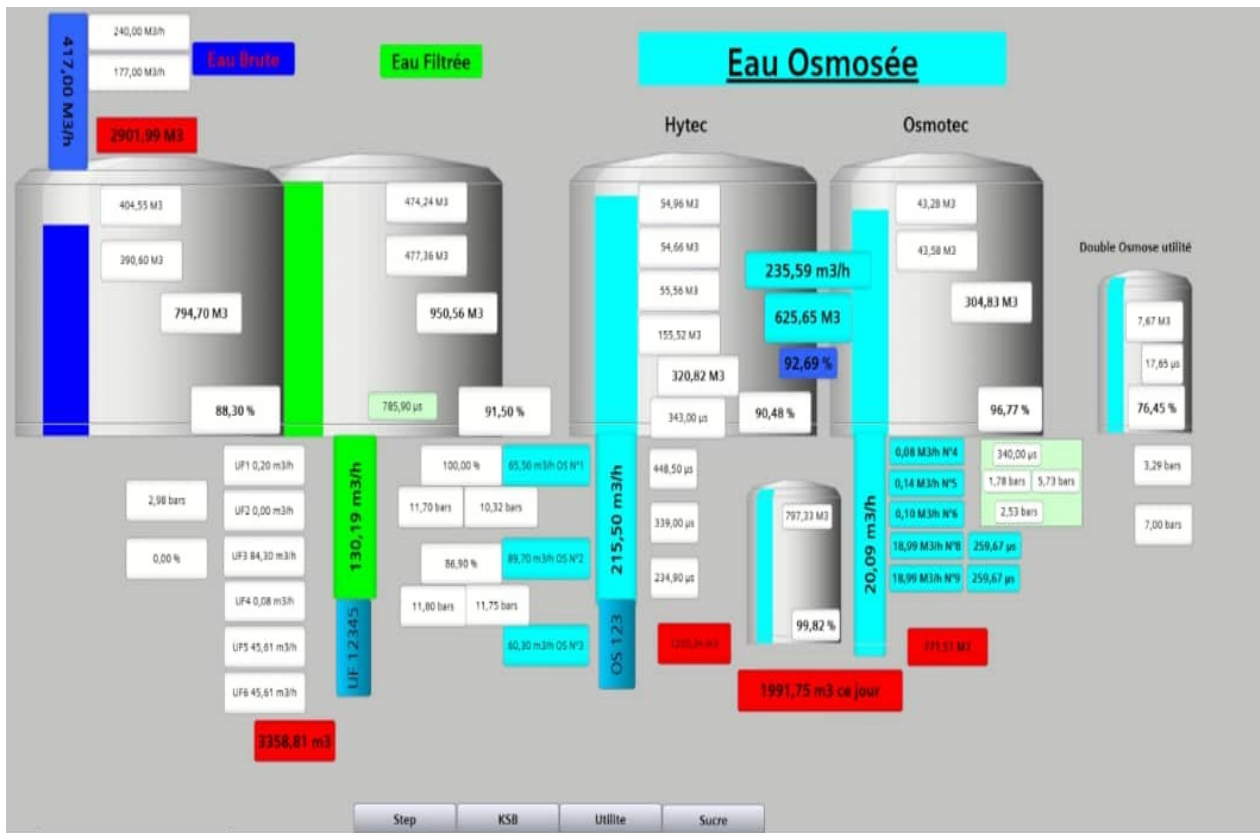 417,00 M3/h
240,00 M3/h
177,00 M3/h
Eau Brute
Eau Filtrée
Eau Osmosée
2901,99 M3
Hytec
Osmotec
404,55 M3
390,60 M3
794,70 M3
88,30 %
474,24 M3
477,36 M3
950,56 M3
785,90 µs
91,50 %
54,96 M3
54,66 M3
55,56 M3
155,52 M3
320,82 M3
343,00 µs
90,48 %
235,59 m3/h
625,65 M3
92,69 %
43,28 M3
43,58 M3
304,83 M3
96,77 %
Double Osmose utilité
7,67 M3
17,65 µs
76,45 %
2,98 bars
0,00 %
UF1 0,20 m3/h
UF2 0,00 m3/h
UF3 84,30 m3/h
UF4 0,08 m3/h
UF5 45,61 m3/h
UF6 45,61 m3/h
130,19 m3/h
UF 12345
3358,81 m3
100,00 %
65,50 m3/h OS N°1
11,70 bars
10,32 bars
86,90 %
89,70 m3/h OS N°2
11,80 bars
11,75 bars
60,30 m3/h OS N°3
215,50 m3/h
OS 123
448,50 µs
339,00 µs
234,90 µs
797,33 M3
99,82 %
20,09 m3/h
0,08 M3/h N°4
0,14 M3/h N°5
0,10 M3/h N°6
18,99 M3/h N°8
259,67 µs
18,99 M3/h N°9
259,67 µs
340,00 µs
1,78 bars
5,73 bars
2,53 bars
3,29 bars
7,00 bars
771,51 M3
1991,75 m3 ce jour
Step
KSB
Utilite
Sucre